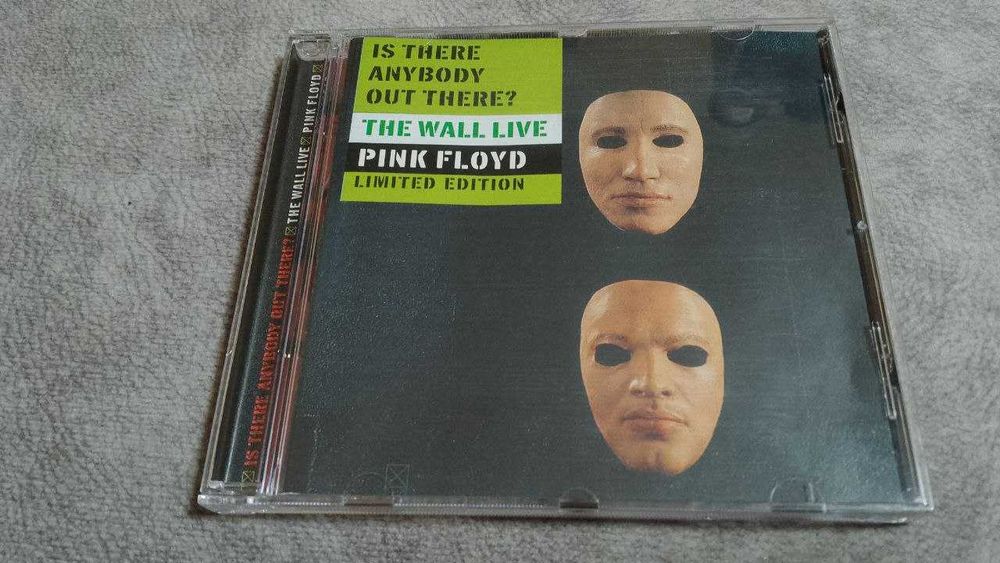 IS THERE
ANYBODY
OUT THERE?
THE WALL LIVE
PINK FLOYD
LIMITED EDITION
IS THERE ANYBODY OUT THERE? THE WALL LIVE PINK FLOYD